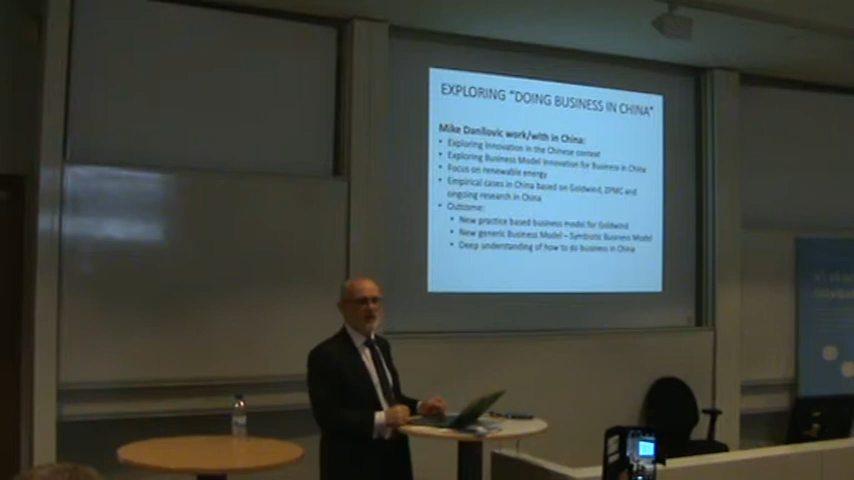 EXPLORING "DOING BUSINESS IN CHINA"
Mike Danilovic work/with in China:
• Exploring Innovation in the Chinese context
• Exploring Business Model Innovation for Business in China
• Focus on renewable energy
• Empirical cases in China based on Goldwind, ZPMC and
ongoing research in China
• Outcome:
• New practice based business model for Goldwind
• New generic Business Model – Symbiotic Business Model
• Deep understanding of how to do business in China